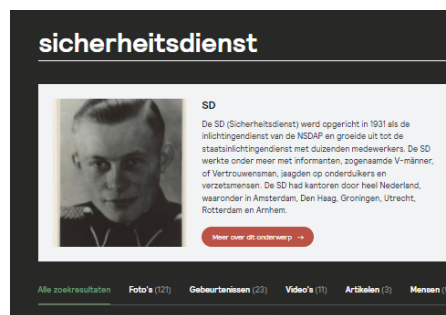 sicherheitsdienst
SD
De SD (Sicherheitsdienst) werd opgericht in 1931 als de
inlichtingendienst van de NSDAP en groeide uit tot de
staatsinlichtingendienst met duizenden medewerkers. De SD
werkte onder meer met informanten, zogenaamde V-männer,
of Vertrouwensman, jaagden op onderduikers en
verzetsmensen. De SD had kantoren door heel Nederland,
waaronder in Amsterdam, Den Haag, Groningen, Utrecht,
Rotterdam en Arnhem.
Meer over dit onderwerp →
Alle zoekresultaten Foto's (121) Gebeurtenissen (23) Video's (11) Artikelen (3) Mensen